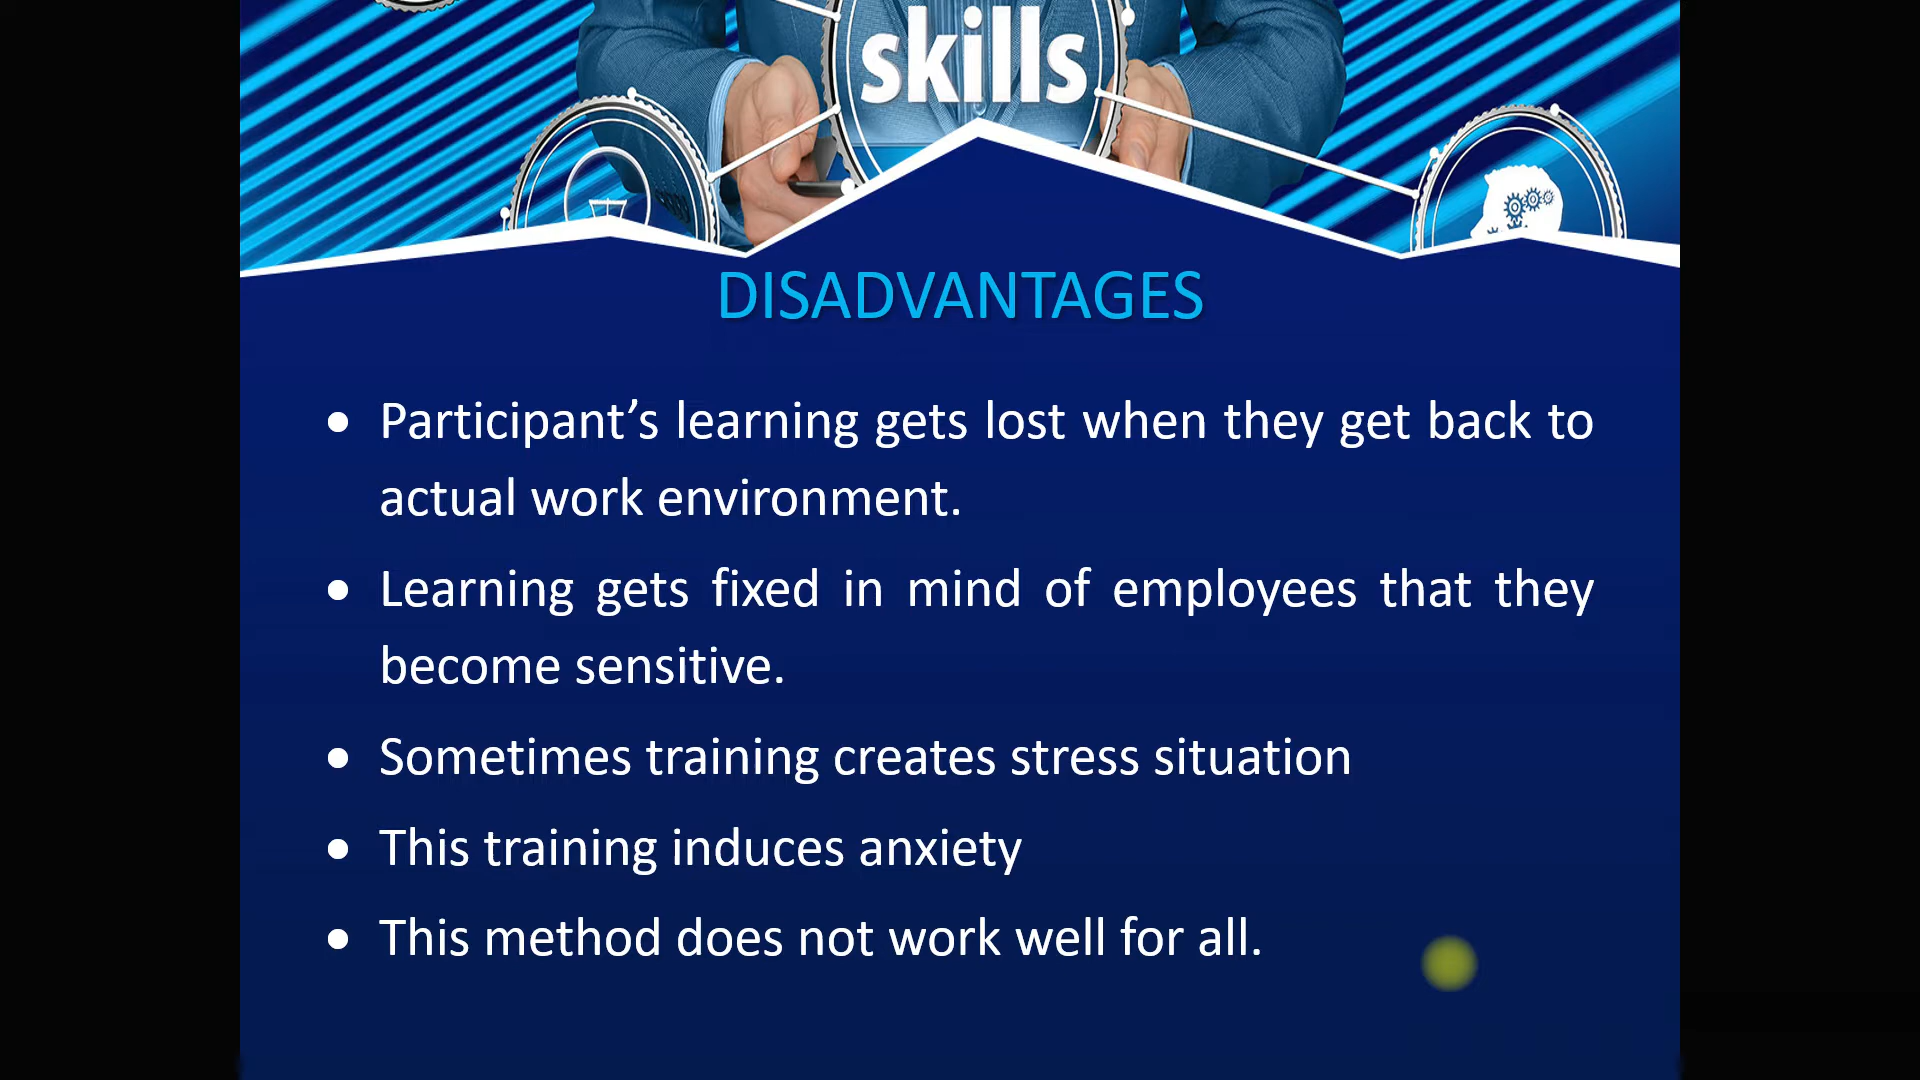 skills
DISADVANTAGES
• Participant’s learning gets lost when they get back to
actual work environment.
• Learning gets fixed in mind of employees that they
become sensitive.
• Sometimes training creates stress situation
• This training induces anxiety
• This method does not work well for all.